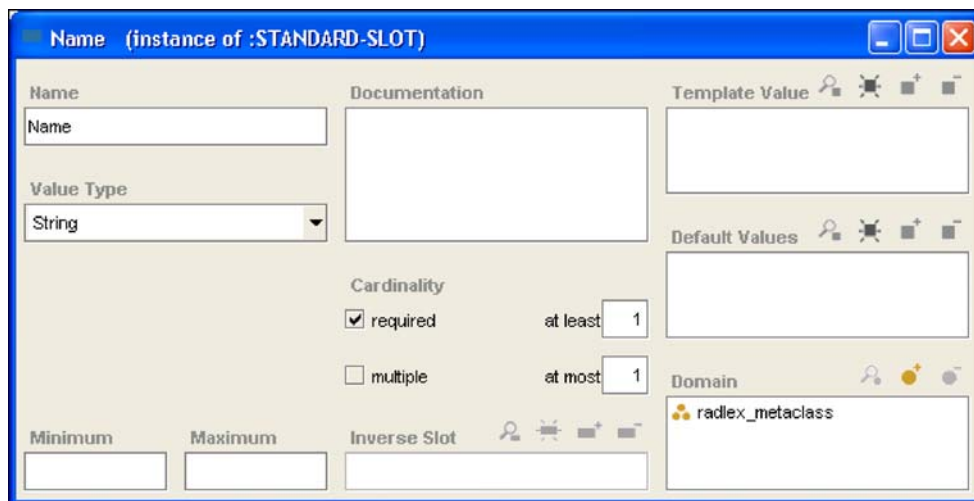 Name (instance of :STANDARD-SLOT)
Name
Documentation
Template Value
Name
Value Type
String
Default Values
Cardinality
required
at least 1
multiple
at most 1
Domain
radlex_metaclass
Minimum
Maximum
Inverse Slot